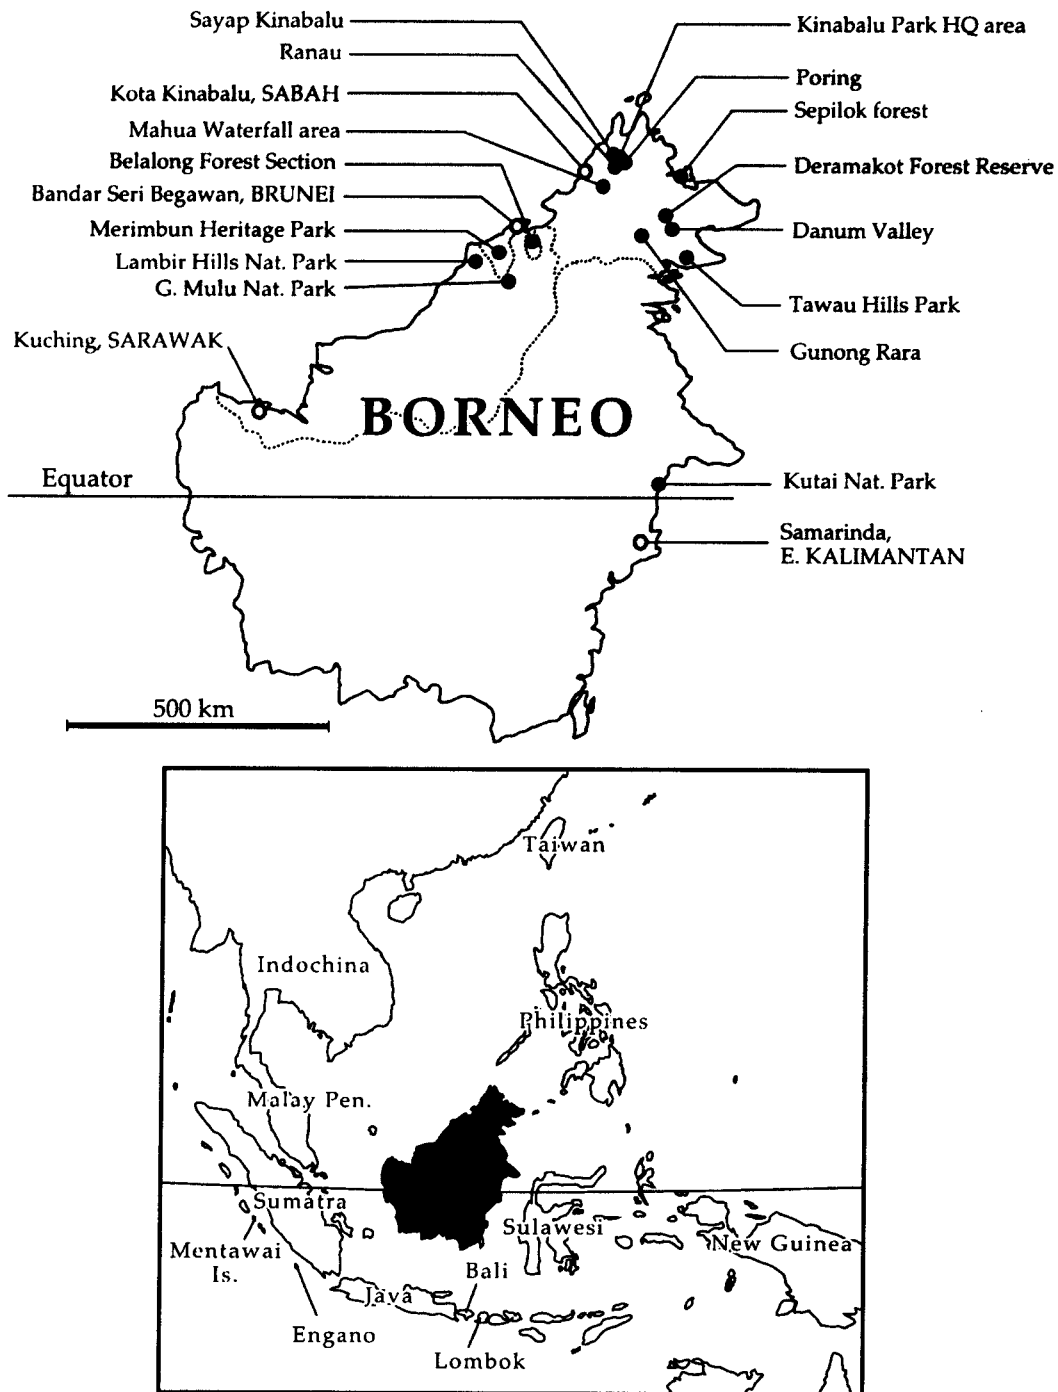 Sayap Kinabalu
Ranau
Kota Kinabalu, SABAH
Mahua Waterfall area
Belalong Forest Section
Bandar Seri Begawan, BRUNEI
Merimbun Heritage Park
Lambir Hills Nat. Park
G. Mulu Nat. Park
Kuching, SARAWAK
Kinabalu Park HQ area
Poring
Sepilok forest
Deramakot Forest Reserve
Danum Valley
Tawau Hills Park
Gunong Rara
BORNEO
Equator
Kutai Nat. Park
Samarinda,
E. KALIMANTAN
500 km
Taiwan
Indochina
Philippines
Malay Pen.
Sumatra
Sulawesi
New Guinea
Mentawai
Is.
Bali
Java
Engano
Lombok